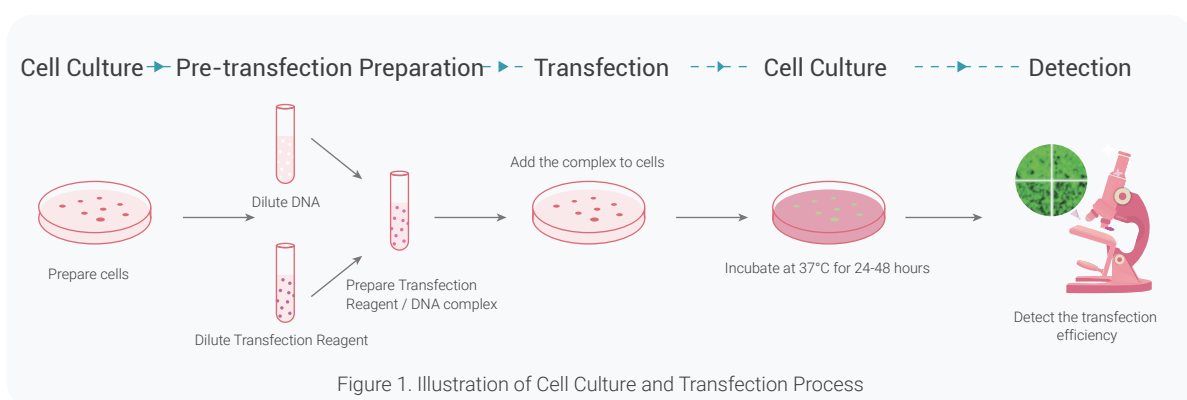 Cell Culture
Pre-transfection Preparation
Transfection
Cell Culture
Detection
Prepare cells
Dilute DNA
Dilute Transfection Reagent
Prepare Transfection
Reagent / DNA complex
Add the complex to cells
Incubate at 37°C for 24-48 hours
Detect the transfection
efficiency
Figure 1. Illustration of Cell Culture and Transfection Process